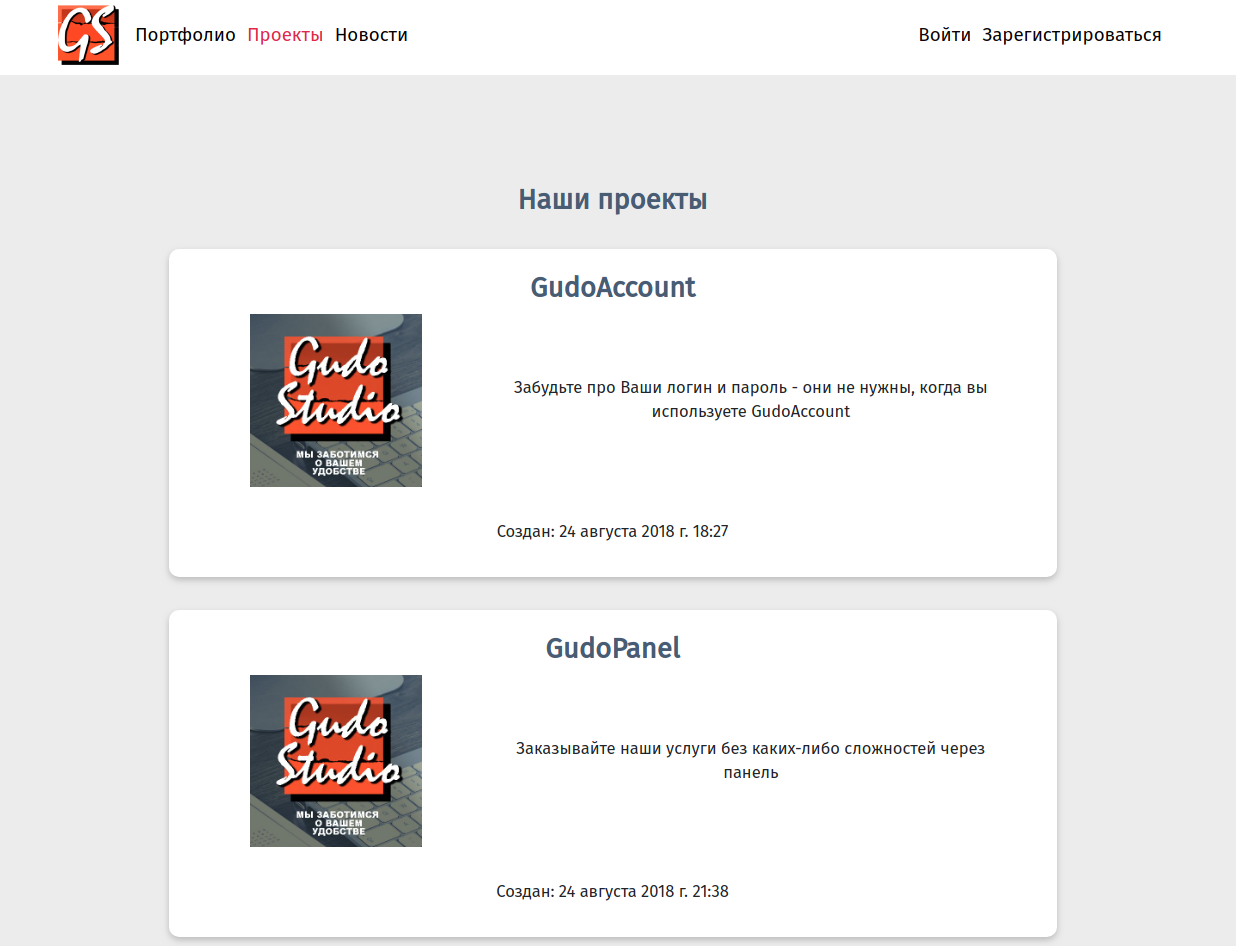 GS Портфолио Проекты Новости Войти Зарегистрироваться
Наши проекты
GudoAccount
Gudo
Studio
МЫ ЗАБОТИМСЯ
О ВАШЕМ
УДОБСТВЕ
Забудьте про Ваши логин и пароль - они не нужны, когда вы
используете GudoAccount
Создан: 24 августа 2018 г. 18:27
GudoPanel
Gudo
Studio
МЫ ЗАБОТИМСЯ
О ВАШЕМ
УДОБСТВЕ
Заказывайте наши услуги без каких-либо сложностей через
панель
Создан: 24 августа 2018 г. 21:38